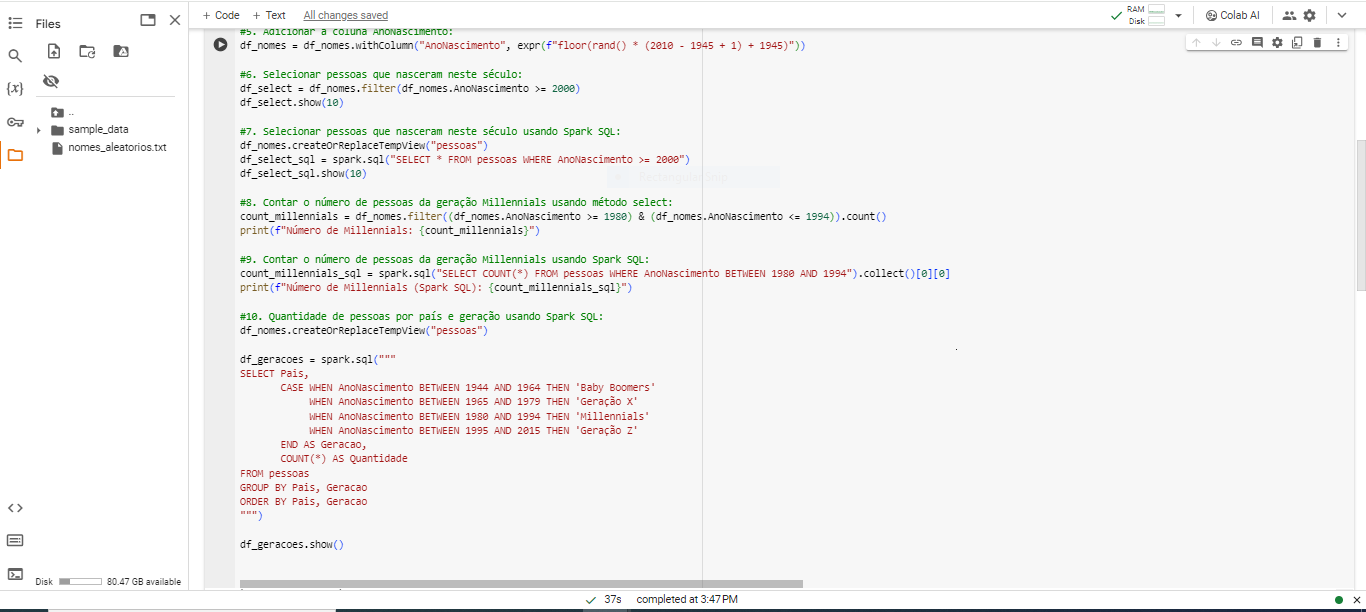 Files
+ Code + Text All changes saved
RAM
Disk
Colab AI
..
sample_data
nomes_aleatorios.txt
{x}
#5. Adicionar a coluna AnoNascimento:
df_nomes = df_nomes.withColumn("AnoNascimento", expr(f"floor(rand() * (2010 - 1945 + 1) + 1945)"))
#6. Selecionar pessoas que nasceram neste século:
df_select = df_nomes.filter(df_nomes.AnoNascimento >= 2000)
df_select.show(10)
#7. Selecionar pessoas que nasceram neste século usando Spark SQL:
df_nomes.createOrReplaceTempView("pessoas")
df_select_sql = spark.sql("SELECT * FROM pessoas WHERE AnoNascimento >= 2000")
df_select_sql.show(10)
#8. Contar o número de pessoas da geração Millennials usando método select:
count_millennials = df_nomes.filter((df_nomes.AnoNascimento >= 1980) & (df_nomes.AnoNascimento <= 1994)).count()
print(f"Número de Millennials: {count_millennials}")
#9. Contar o número de pessoas da geração Millennials usando Spark SQL:
count_millennials_sql = spark.sql("SELECT COUNT(*) FROM pessoas WHERE AnoNascimento BETWEEN 1980 AND 1994").collect()[0][0]
print(f"Número de Millennials (Spark SQL): {count_millennials_sql}")
#10. Quantidade de pessoas por país e geração usando Spark SQL:
df_nomes.createOrReplaceTempView("pessoas")
df_geracoes = spark.sql("""
SELECT Pais,
CASE WHEN AnoNascimento BETWEEN 1944 AND 1964 THEN 'Baby Boomers'
WHEN AnoNascimento BETWEEN 1965 AND 1979 THEN 'Geração X'
WHEN AnoNascimento BETWEEN 1980 AND 1994 THEN 'Millennials'
WHEN AnoNascimento BETWEEN 1995 AND 2015 THEN 'Geração Z'
END AS Geracao,
COUNT(*) AS Quantidade
FROM pessoas
GROUP BY Pais, Geracao
ORDER BY Pais, Geracao
""")
df_geracoes.show()
Disk 80.47 GB available
37s completed at 3:47 PM